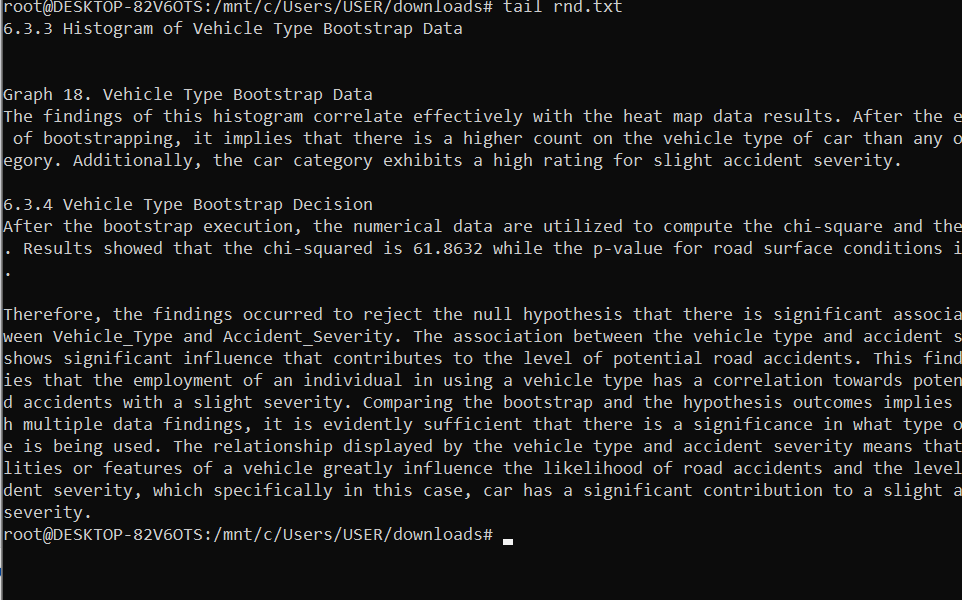 root@DESKTOP-82V6OTS:/mnt/c/Users/USER/downloads# tail rnd.txt
6.3.3 Histogram of Vehicle Type Bootstrap Data
Graph 18. Vehicle Type Bootstrap Data
The findings of this histogram correlate effectively with the heat map data results. After the e
of bootstrapping, it implies that there is a higher count on the vehicle type of car than any o
egory. Additionally, the car category exhibits a high rating for slight accident severity.
6.3.4 Vehicle Type Bootstrap Decision
After the bootstrap execution, the numerical data are utilized to compute the chi-square and the
. Results showed that the chi-squared is 61.8632 while the p-value for road surface conditions i
.
Therefore, the findings occurred to reject the null hypothesis that there is significant associa
ween Vehicle_Type and Accident_Severity. The association between the vehicle type and accident s
shows significant influence that contributes to the level of potential road accidents. This find
ies that the employment of an individual in using a vehicle type has a correlation towards poten
d accidents with a slight severity. Comparing the bootstrap and the hypothesis outcomes implies
h multiple data findings, it is evidently sufficient that there is a significance in what type o
e is being used. The relationship displayed by the vehicle type and accident severity means that
lities or features of a vehicle greatly influence the likelihood of road accidents and the level
dent severity, which specifically in this case, car has a significant contribution to a slight a
severity.
root@DESKTOP-82V6OTS:/mnt/c/Users/USER/downloads#